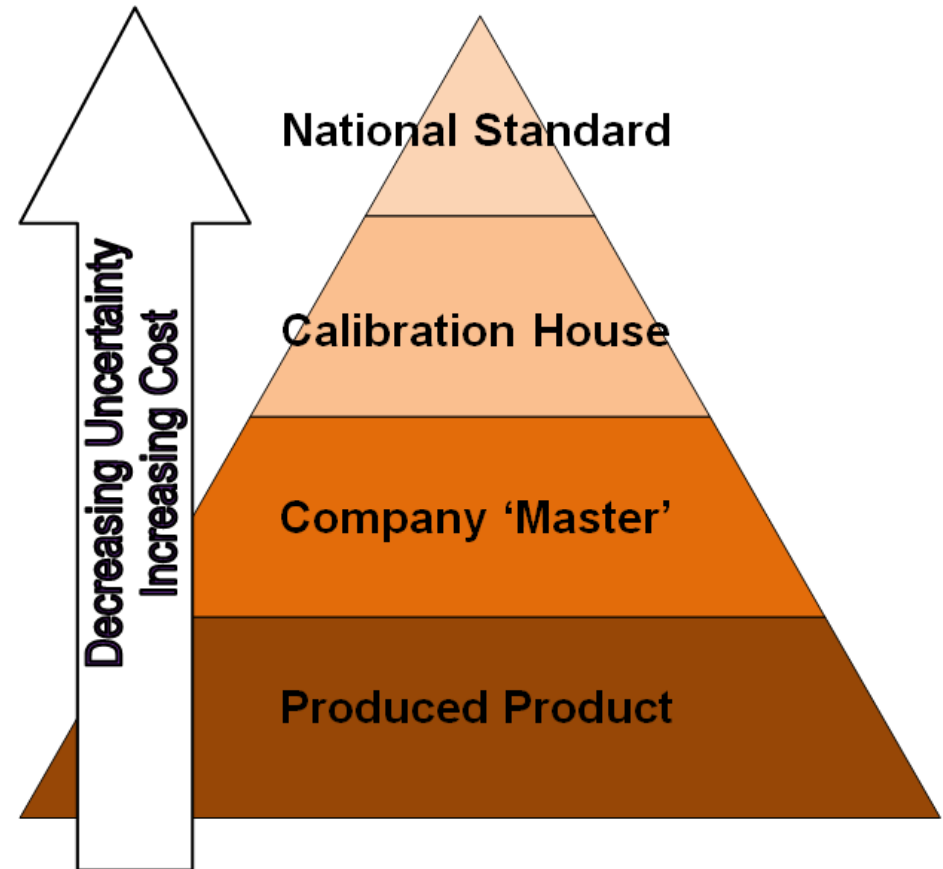 National Standard
Calibration House
Company ‘Master’
Produced Product
Decreasing Uncertainty
Increasing Cost